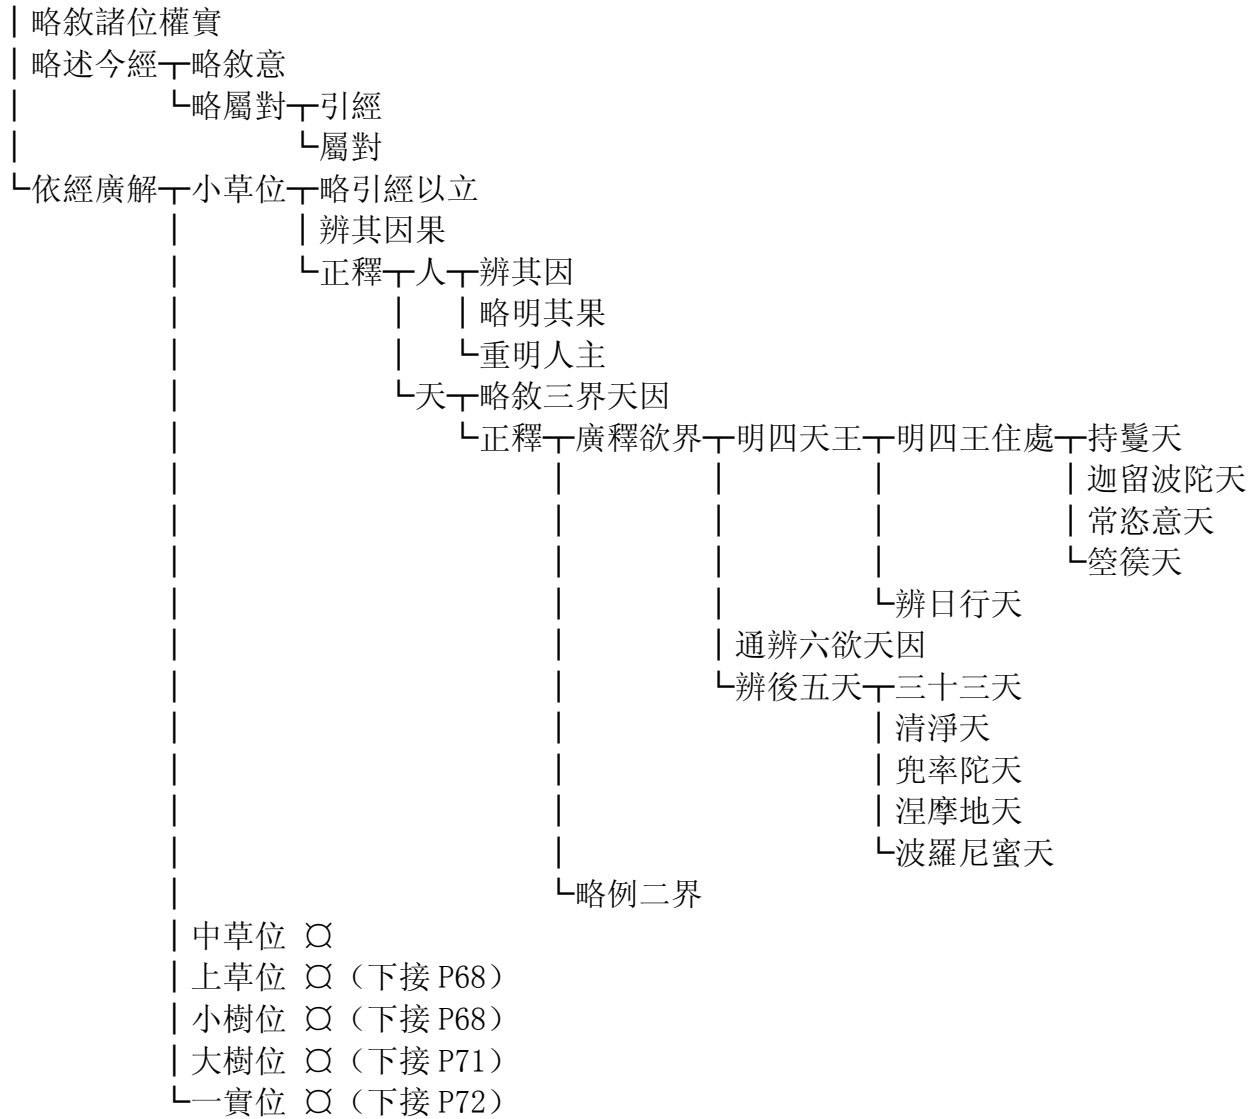 略敘諸位權實
略述今經 略敘意
略屬對 引經
屬對
依經廣解 小草位 略引經以立
辨其因果
正釋 人 辨其因
略明其果
重明人主
天 略敘三界天因
正釋 廣釋欲界 明四天王 明四王住處 持鬘天
迦留波陀天
常恣意天
箜篌天
辨日行天
通辨六欲天因
辨後五天 三十三天
清淨天
兜率陀天
涅摩地天
波羅尼蜜天
略例二界
中草位 ¤
上草位 ¤（下接 P68）
小樹位 ¤（下接 P68）
大樹位 ¤（下接 P71）
一實位 ¤（下接 P72）